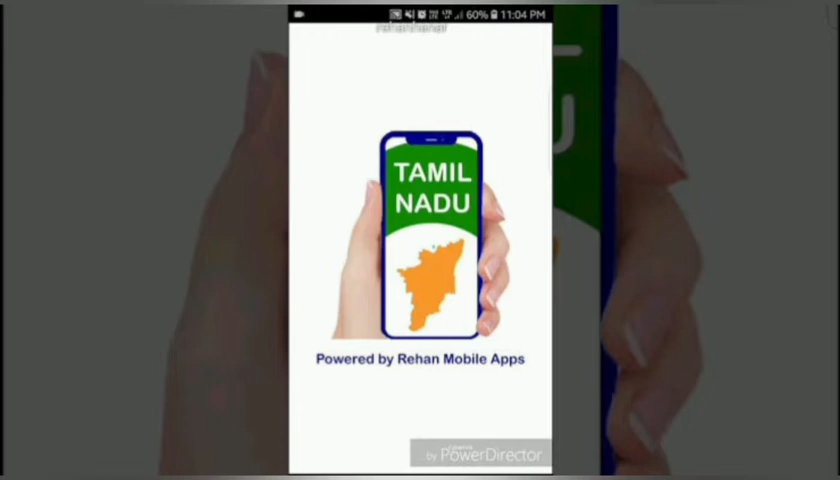 60% 11:04 PM
TAMIL
NADU
Powered by Rehan Mobile Apps
by PowerDirector